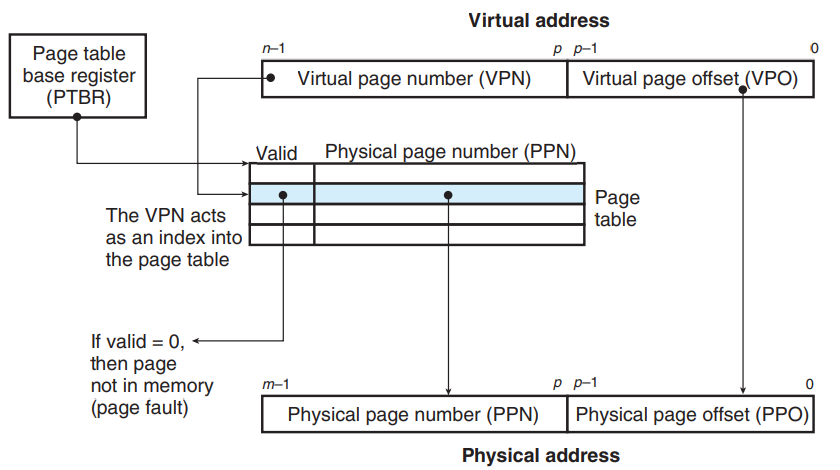 Virtual address
n–1
p
p–1
0
Page table
base register
(PTBR)
Virtual page number (VPN)
Virtual page offset (VPO)
Valid
Physical page number (PPN)
Page
table
The VPN acts
as an index into
the page table
If valid = 0,
then page
not in memory
(page fault)
m–1
p
p–1
0
Physical page number (PPN)
Physical page offset (PPO)
Physical address